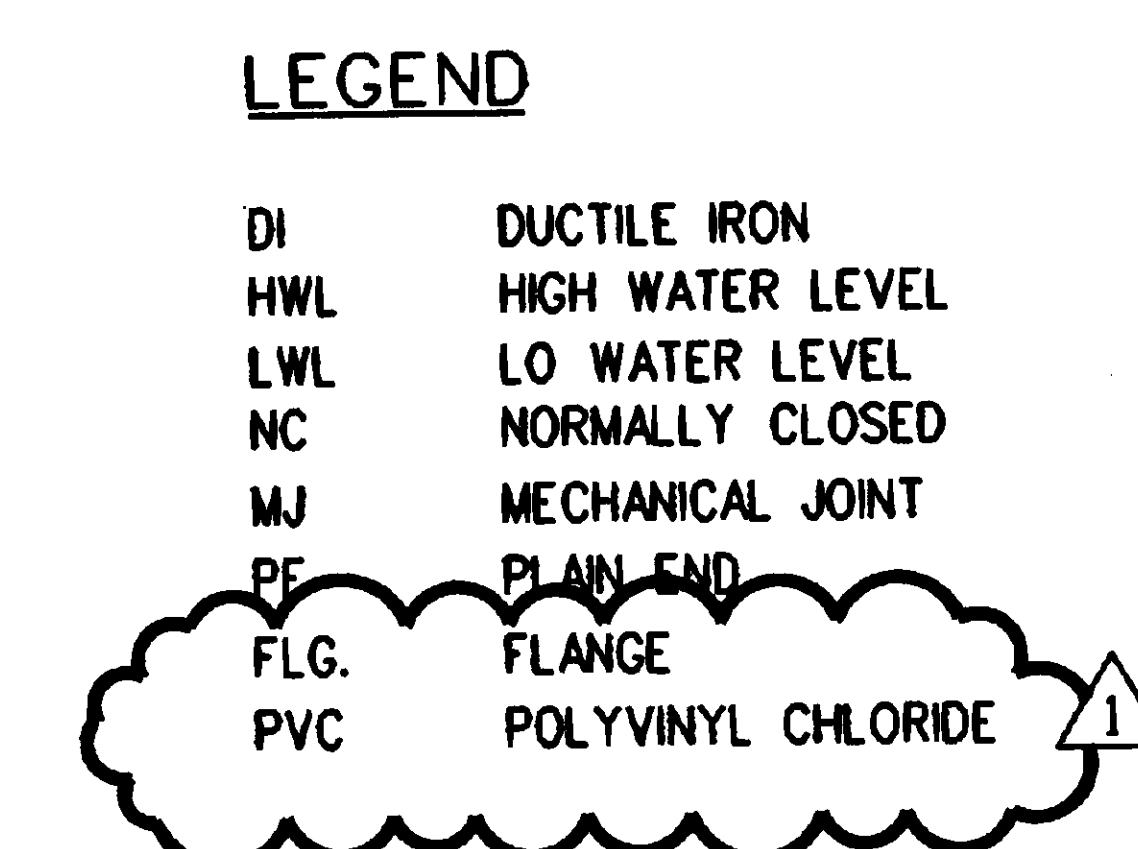 LEGEND
DI DUCTILE IRON
HWL HIGH WATER LEVEL
LWL LO WATER LEVEL
NC NORMALLY CLOSED
MJ MECHANICAL JOINT
PE PLAIN END
FLG. FLANGE
PVC POLYVINYL CHLORIDE
1